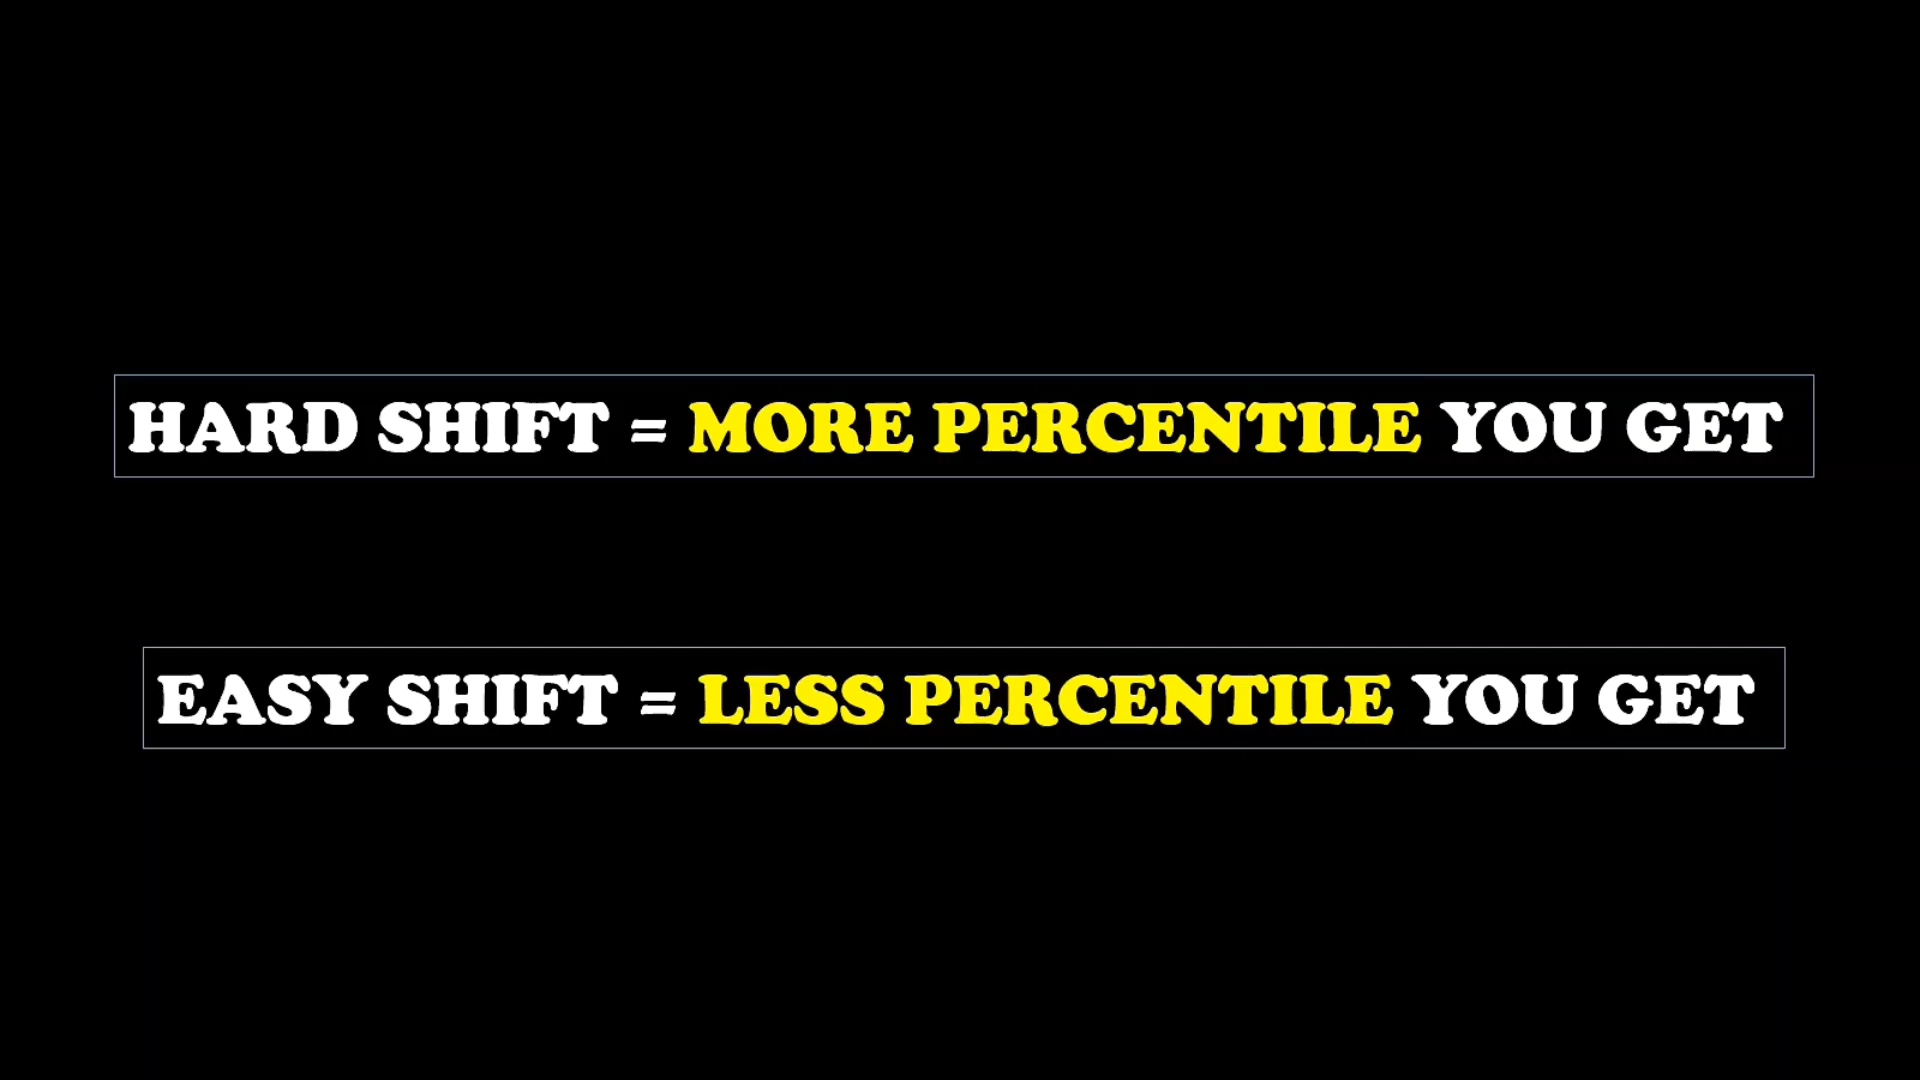 HARD SHIFT = MORE PERCENTILE YOU GET
EASY SHIFT = LESS PERCENTILE YOU GET